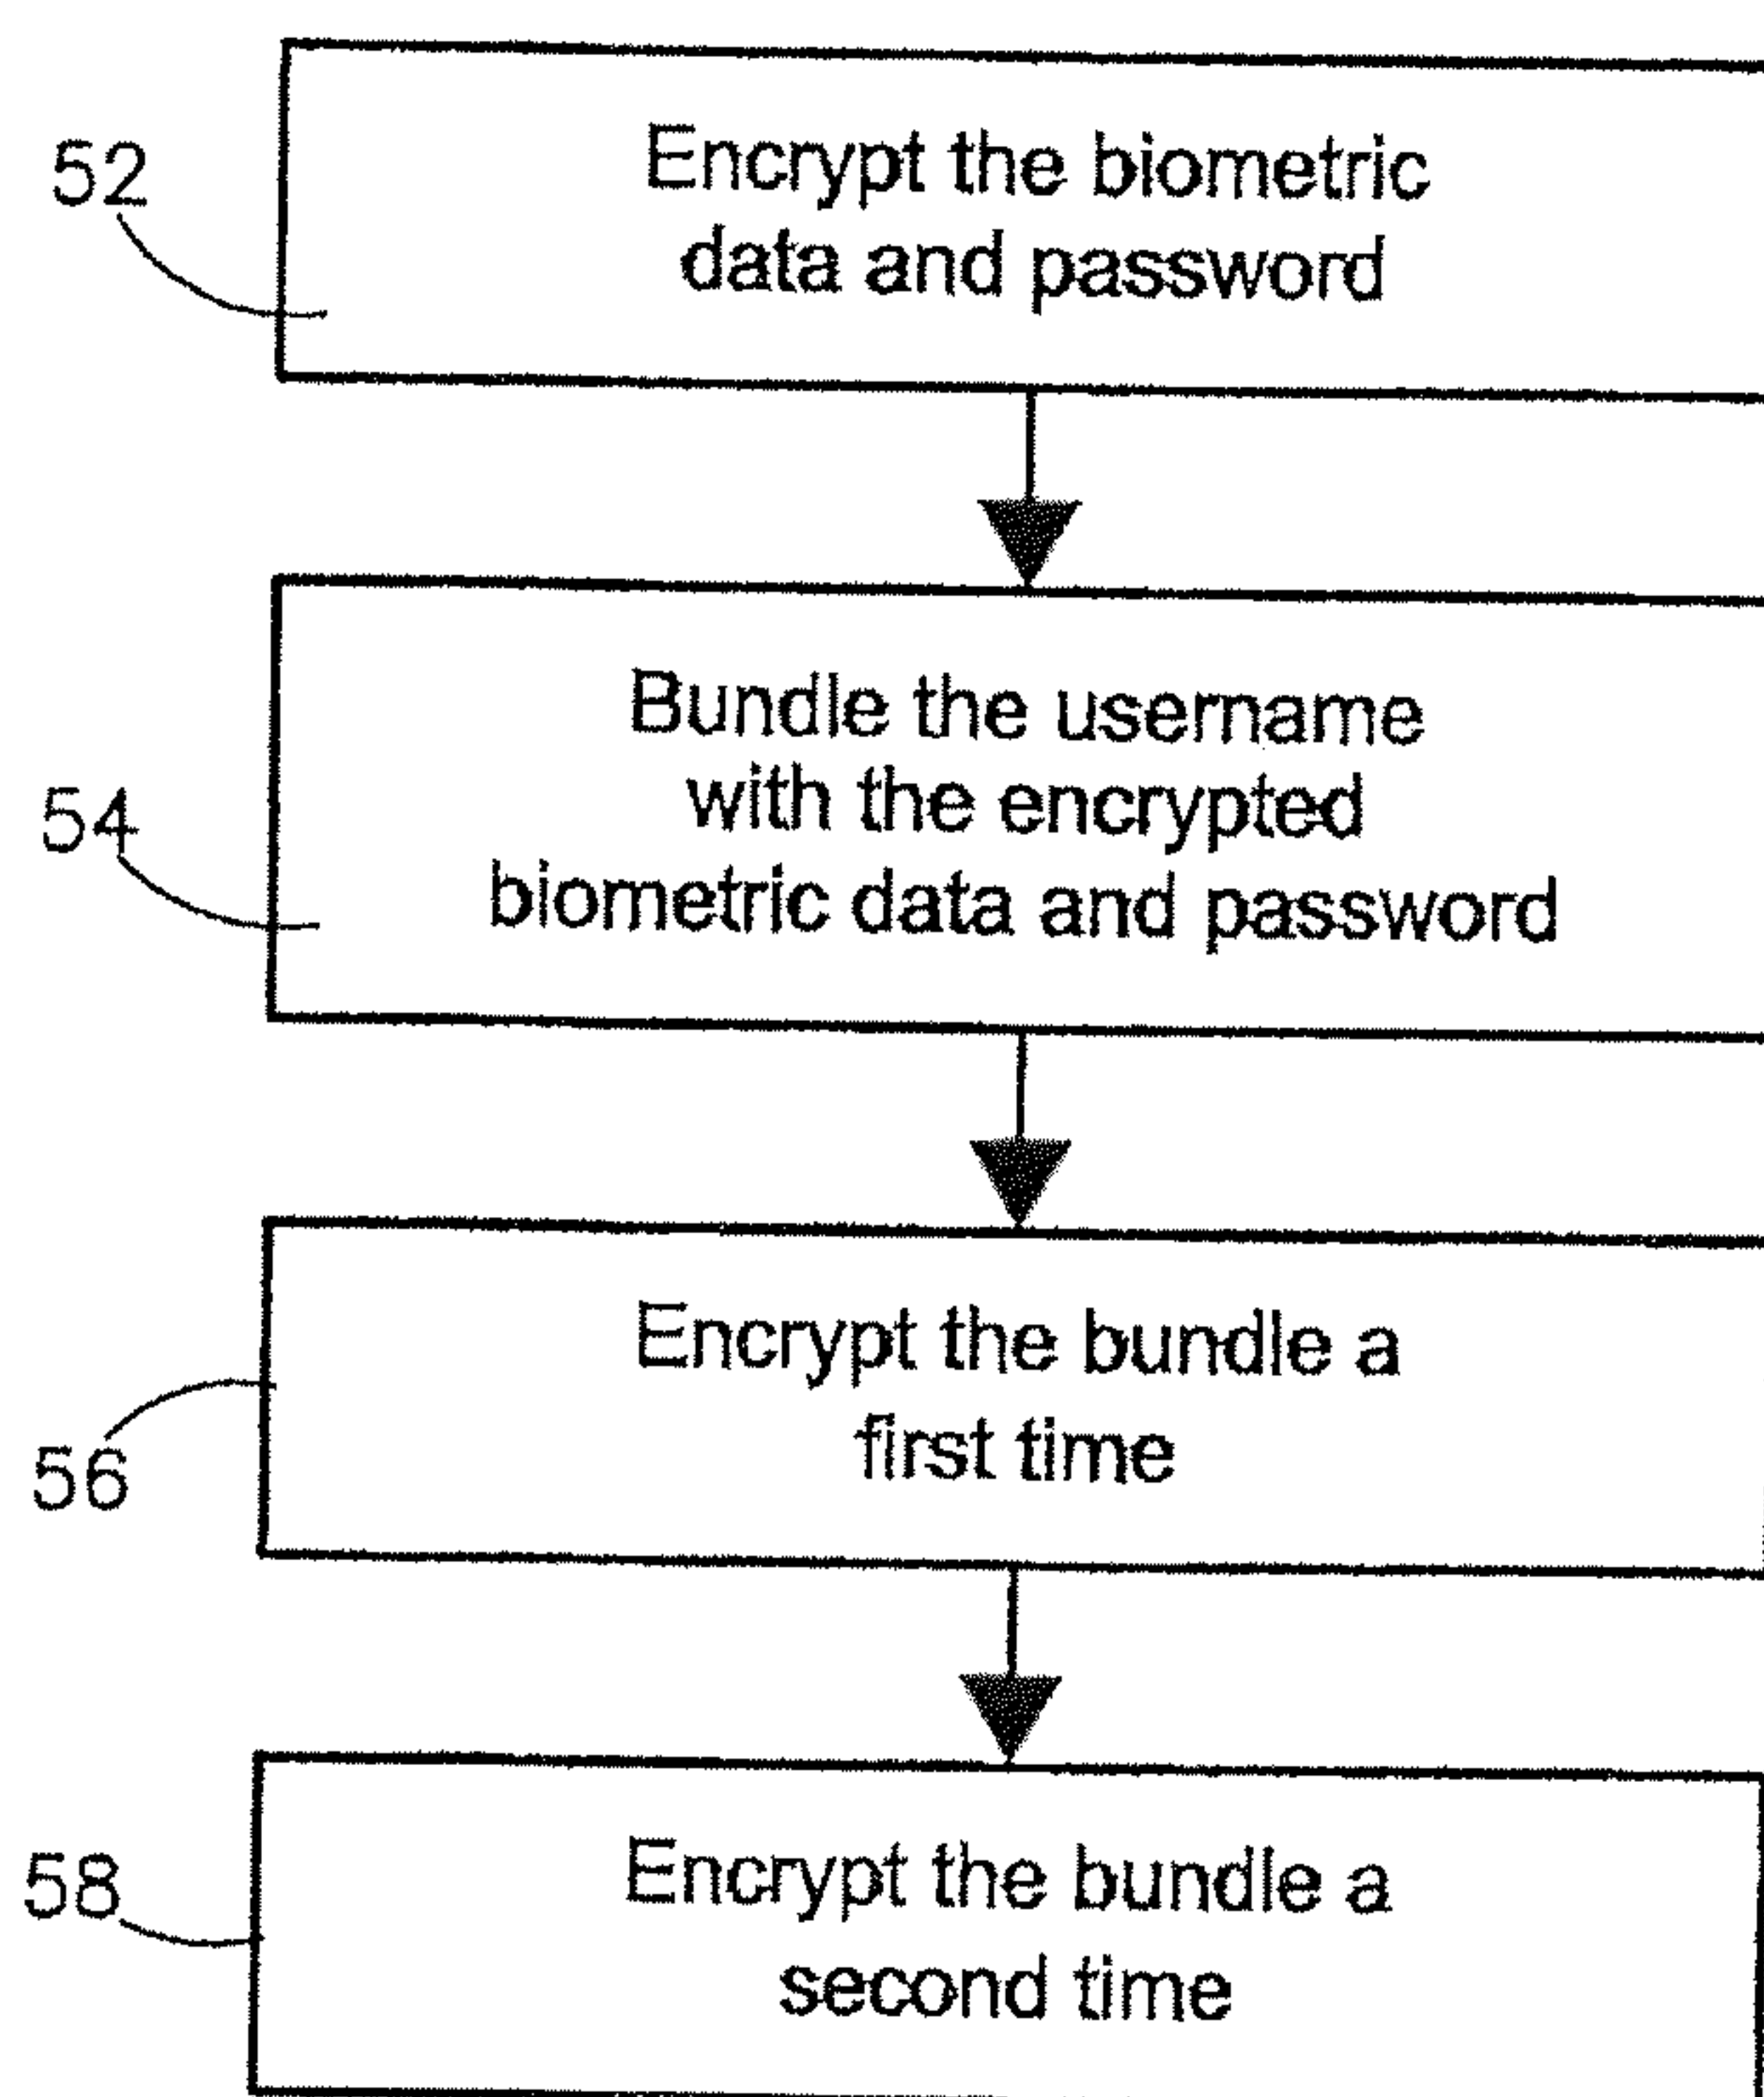 52
Encrypt the biometric
data and password
54
Bundle the username
with the encrypted
biometric data and password
56
Encrypt the bundle a
first time
58
Encrypt the bundle a
second time